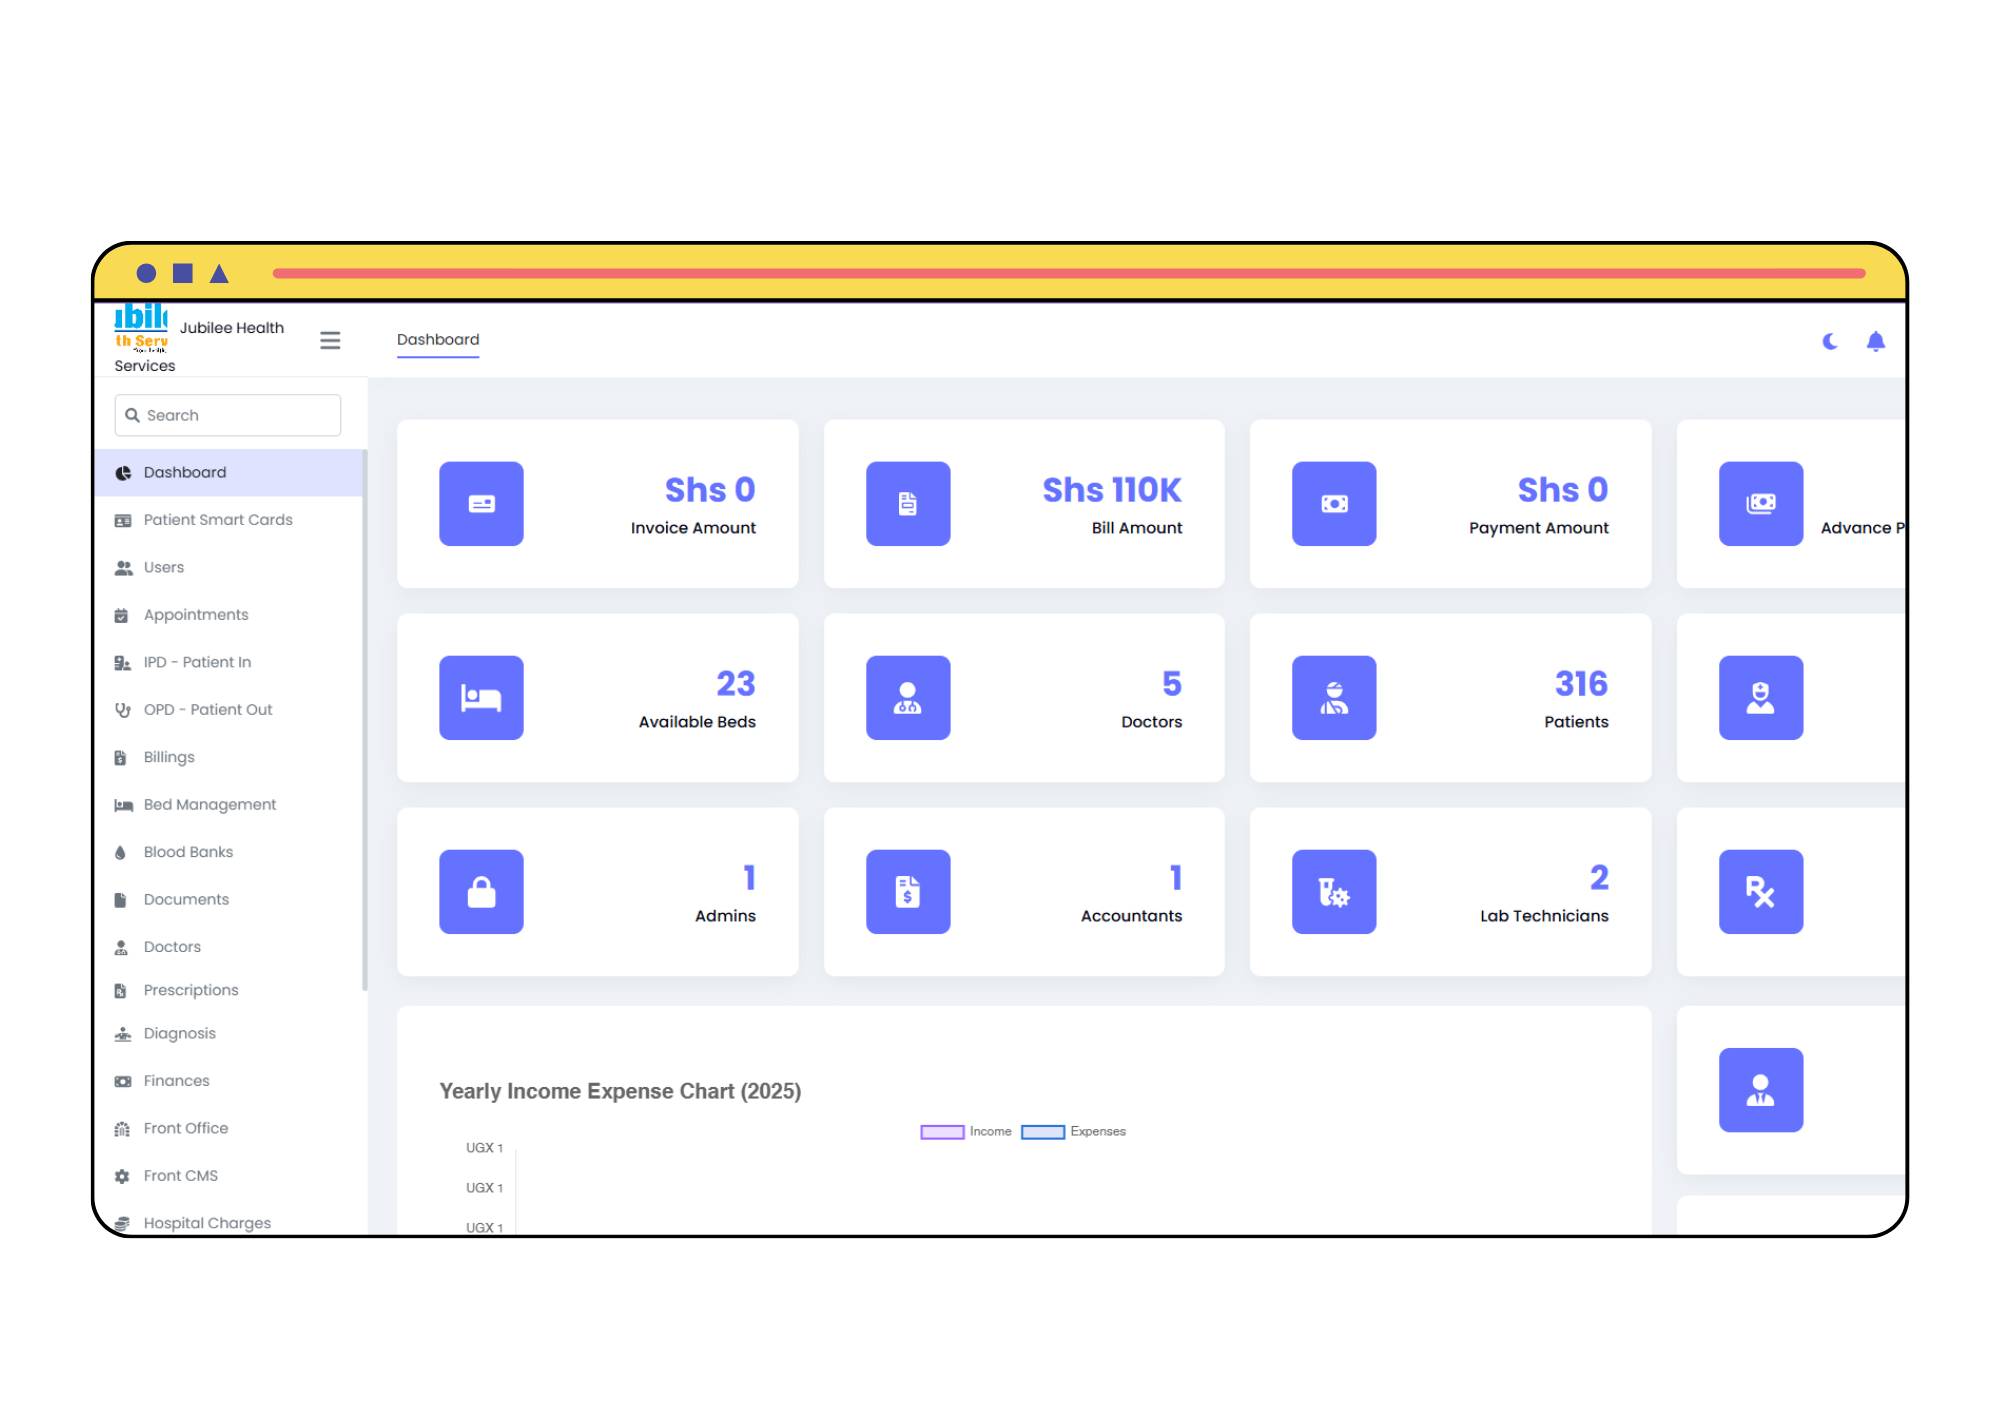 Jubilee Health
Services
Dashboard
Search
Dashboard
Patient Smart Cards
Users
Appointments
IPD - Patient In
OPD - Patient Out
Billings
Bed Management
Blood Banks
Documents
Doctors
Prescriptions
Diagnosis
Finances
Front Office
Front CMS
Hospital Charges
Shs 0
Invoice Amount
Shs 110K
Bill Amount
Shs 0
Payment Amount
Advance P
23
Available Beds
5
Doctors
316
Patients
1
Admins
1
Accountants
2
Lab Technicians
Yearly Income Expense Chart (2025)
Income
Expenses
UGX 1
UGX 1
UGX 1